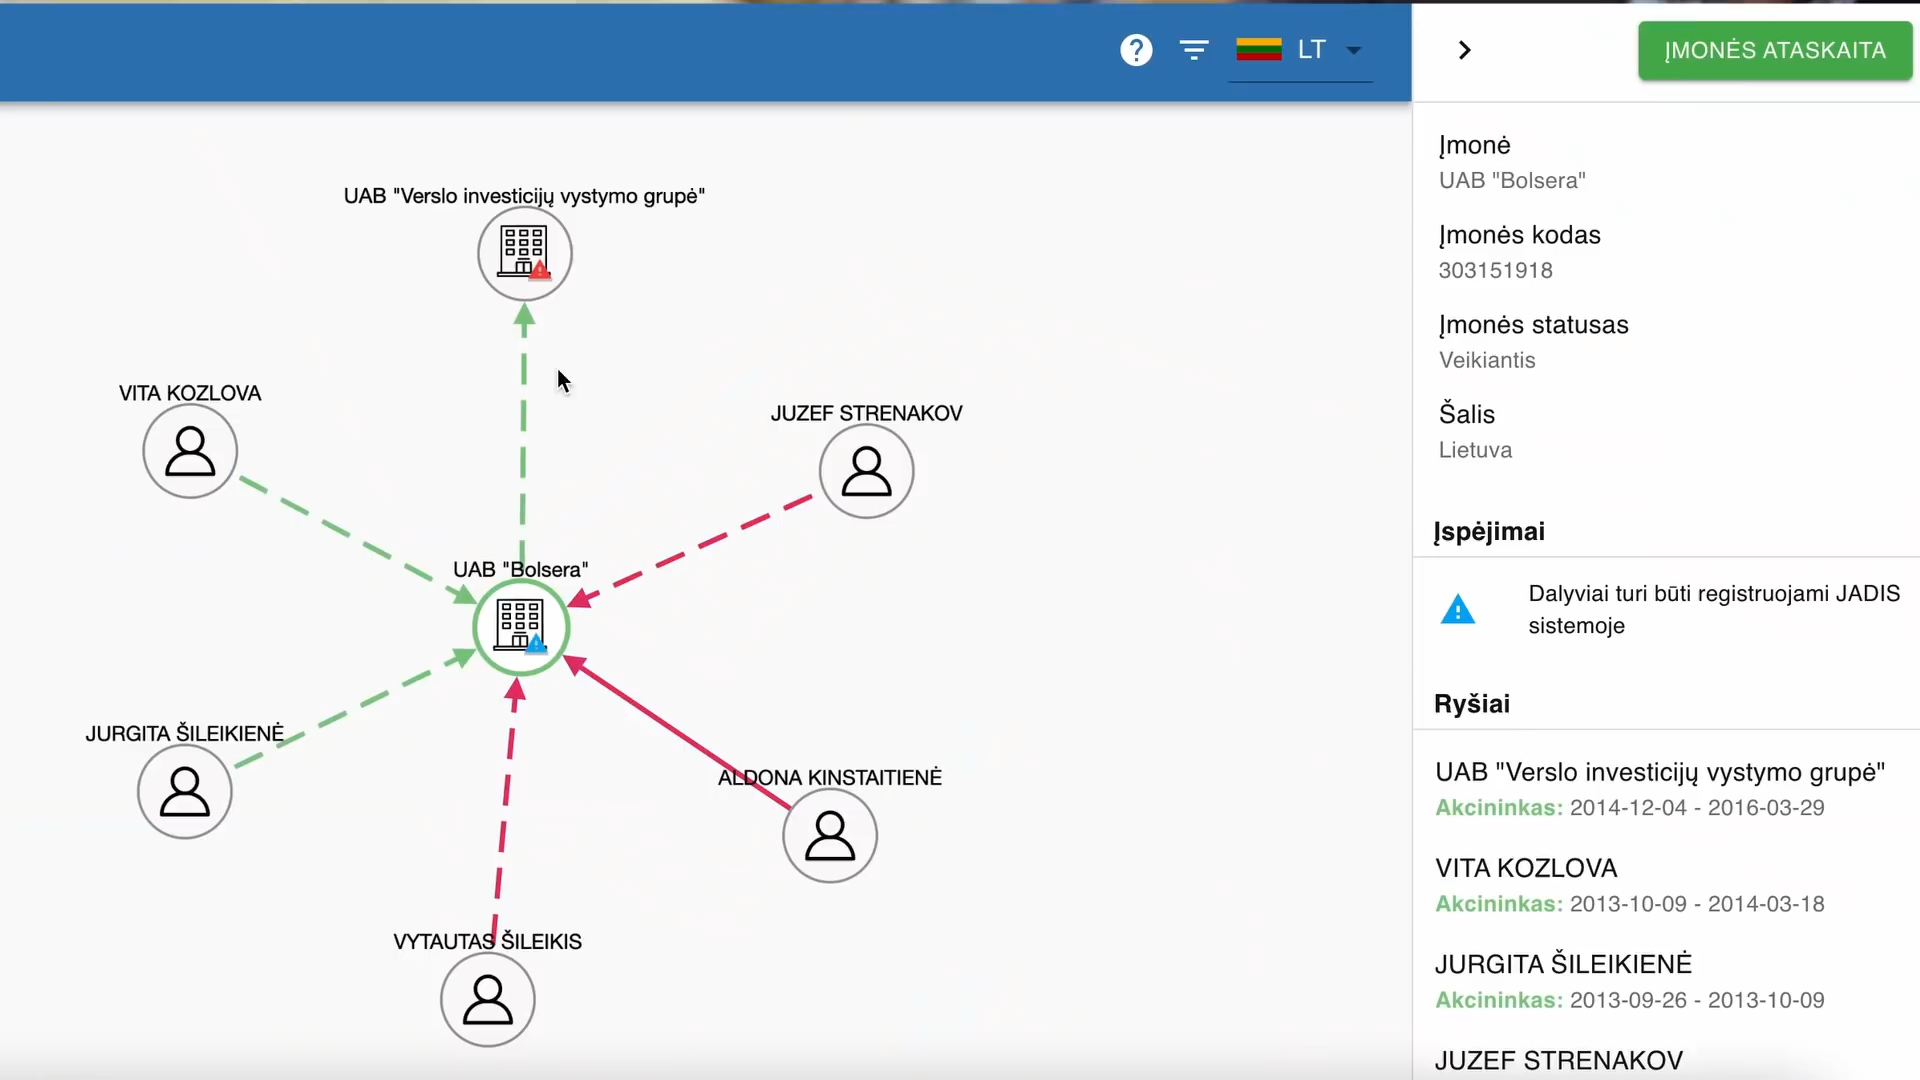 ?
LT
ĮMONĖS ATASKAITA
UAB "Verslo investicijų vystymo grupė"
VITA KOZLOVA
JUZEF STRENAKOV
UAB "Bolsera"
JURGITA ŠILEIKIENĖ
ALDONA KINSTAITIENĖ
VYTAUTAS ŠILEIKIS
Įmonė
UAB "Bolsera"
Įmonės kodas
303151918
Įmonės statusas
Veikiantis
Šalis
Lietuva
Įspėjimai
Dalyviai turi būti registruojami JADIS
sistemoje
Ryšiai
UAB "Verslo investicijų vystymo grupė"
Akcininkas: 2014-12-04 - 2016-03-29
VITA KOZLOVA
Akcininkas: 2013-10-09 - 2014-03-18
JURGITA ŠILEIKIENĖ
Akcininkas: 2013-09-26 - 2013-10-09
JUZEF STRENAKOV